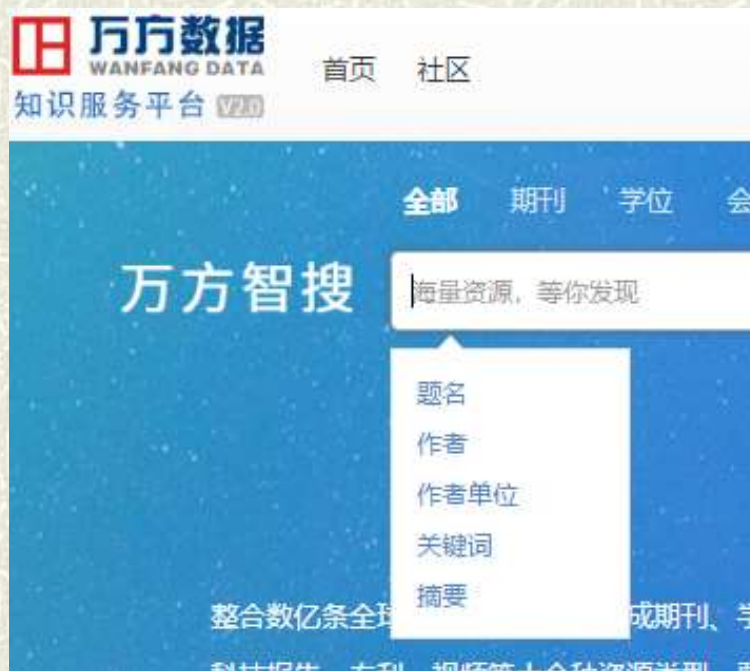 万方数据
WANFANG DATA
首页 社区
知识服务平台 V2.0
全部 期刊 学位 会
万方智搜
海量资源，等你发现
题名
作者
作者单位
关键词
摘要
整合数亿条全球 成期刊、学